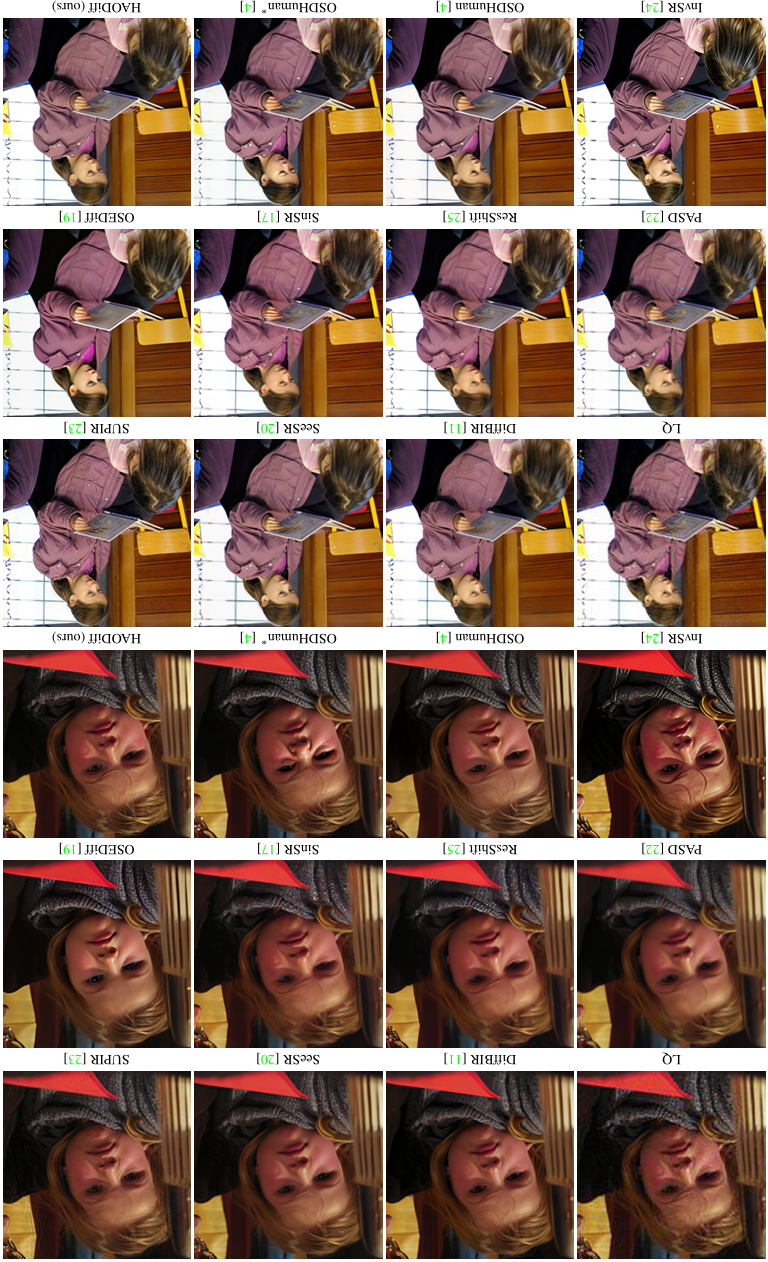 LQ DiffBIR [11] SeeSR [20] SUPIR [23]
PASD [22] ResShift [25] SinSR [17] OSEDiff [19]
InvSR [24] OSDHuman [4] OSDHuman* [4] HAODiff (ours)
LQ DiffBIR [11] SeeSR [20] SUPIR [23]
PASD [22] ResShift [25] SinSR [17] OSEDiff [19]
InvSR [24] OSDHuman [4] OSDHuman* [4] HAODiff (ours)